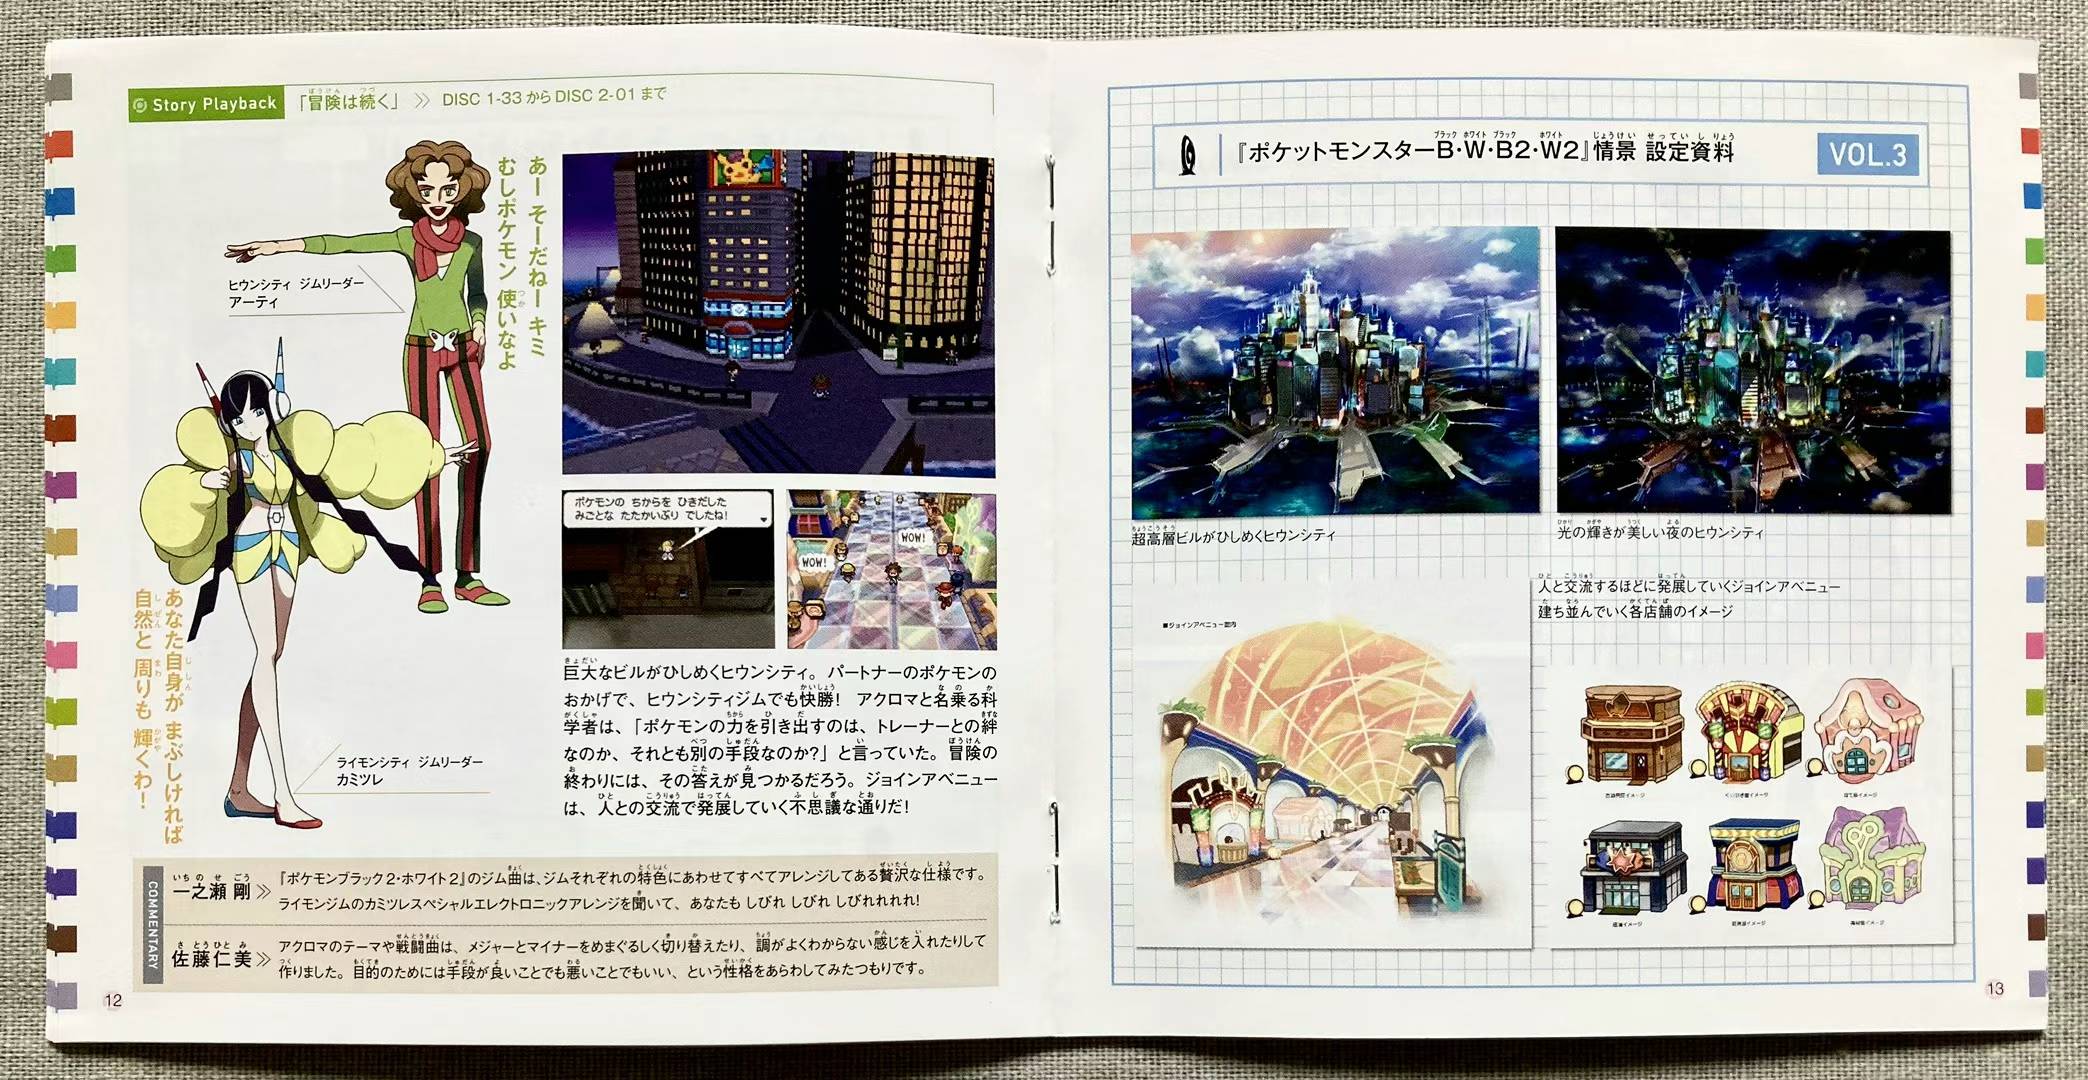 Story Playback
「冒険は続く」 ≫ DISC 1-33 から DISC 2-01 まで
あー そーだねー キミ
むしポケモン 使いなよ
ヒウンシティ ジムリーダー
アーティ
あなた自身が まぶしければ
自然と 周りも 輝くわ！
ライモンシティ ジムリーダー
カミツレ
ポケモンの ちからを ひきだした
みごとな たたかいぶり でしたね！
WOW!
WOW!
巨大なビルがひしめくヒウンシティ。パートナーのポケモンの
おかげで、ヒウンシティジムでも快勝！ アクロマと名乗る科
学者は、「ポケモンの力を引き出すのは、トレーナーとの絆
なのか、それとも別の手段なのか？」と言っていた。冒険の
終わりには、その答えが見つかるだろう。ジョインアベニュー
は、人との交流で発展していく不思議な通りだ！
COMMENTARY
一之瀬 剛 ≫
『ポケモンブラック2・ホワイト2』のジム曲は、ジムそれぞれの特色にあわせてすべてアレンジしてある贅沢な仕様です。
ライモンジムのカミツレスペシャルエレクトロニックアレンジを聞いて、あなたも しびれ しびれ しびれれれれ！
佐藤仁美 ≫
アクロマのテーマや戦闘曲は、メジャーとマイナーをめまぐるしく切り替えたり、調がよくわからない感じを入れたりして
作りました。目的のためには手段が良いことでも悪いことでもいい、という性格をあらわしてみたつもりです。
12
『ポケットモンスターB・W・B2・W2』情景 設定資料
VOL.3
超高層ビルがひしめくヒウンシティ
光の輝きが美しい夜のヒウンシティ
人と交流するほどに発展していくジョインアベニュー
建ち並んでいく各店舗のイメージ
■ジョインアベニュー案内
13